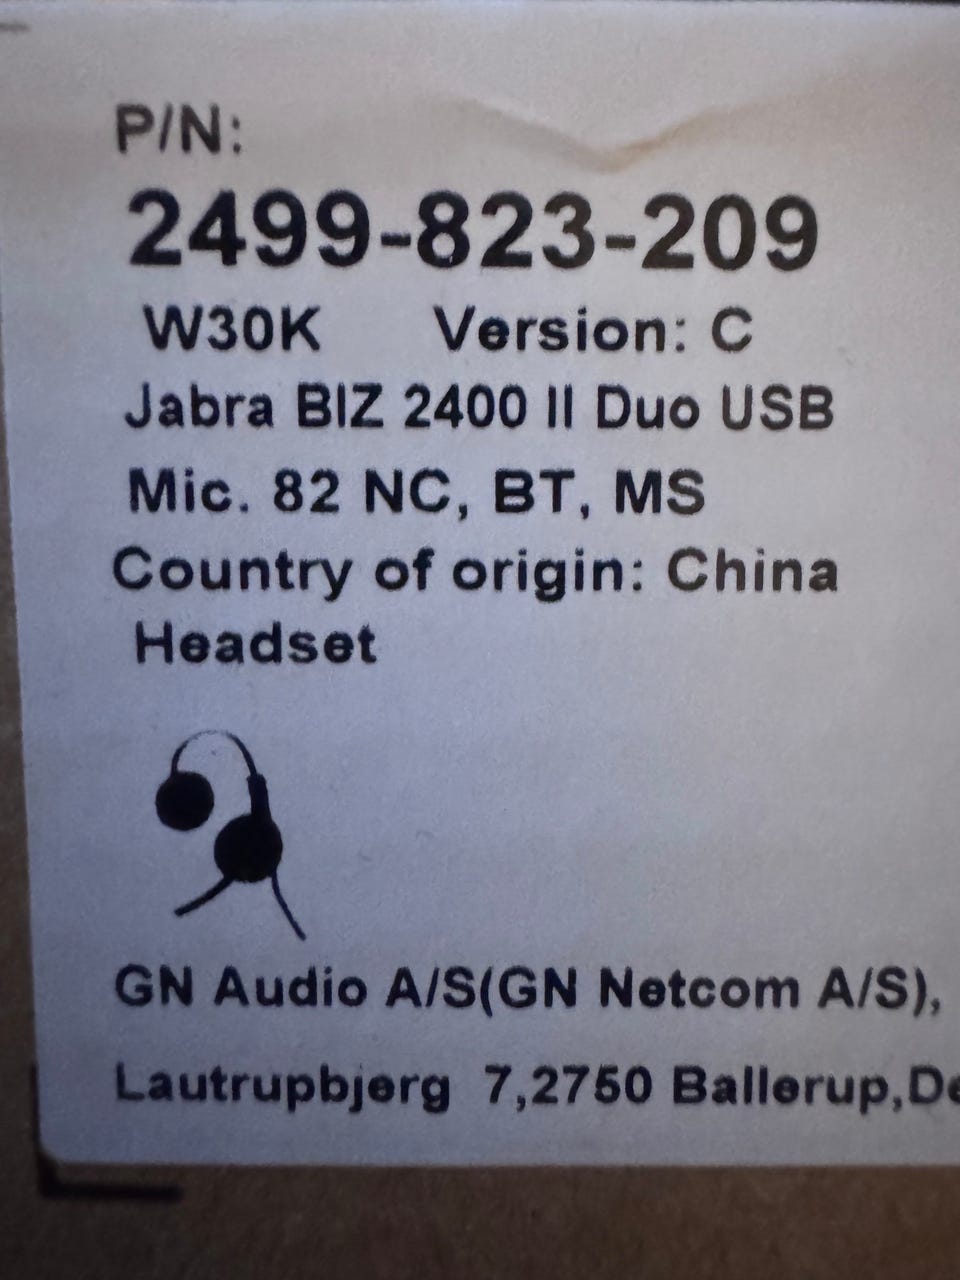 P/N:
2499-823-209
W30K Version: C
Jabra BIZ 2400 II Duo USB
Mic. 82 NC, BT, MS
Country of origin: China
Headset
GN Audio A/S(GN Netcom A/S),
Lautrupbjerg 7,2750 Ballerup,De